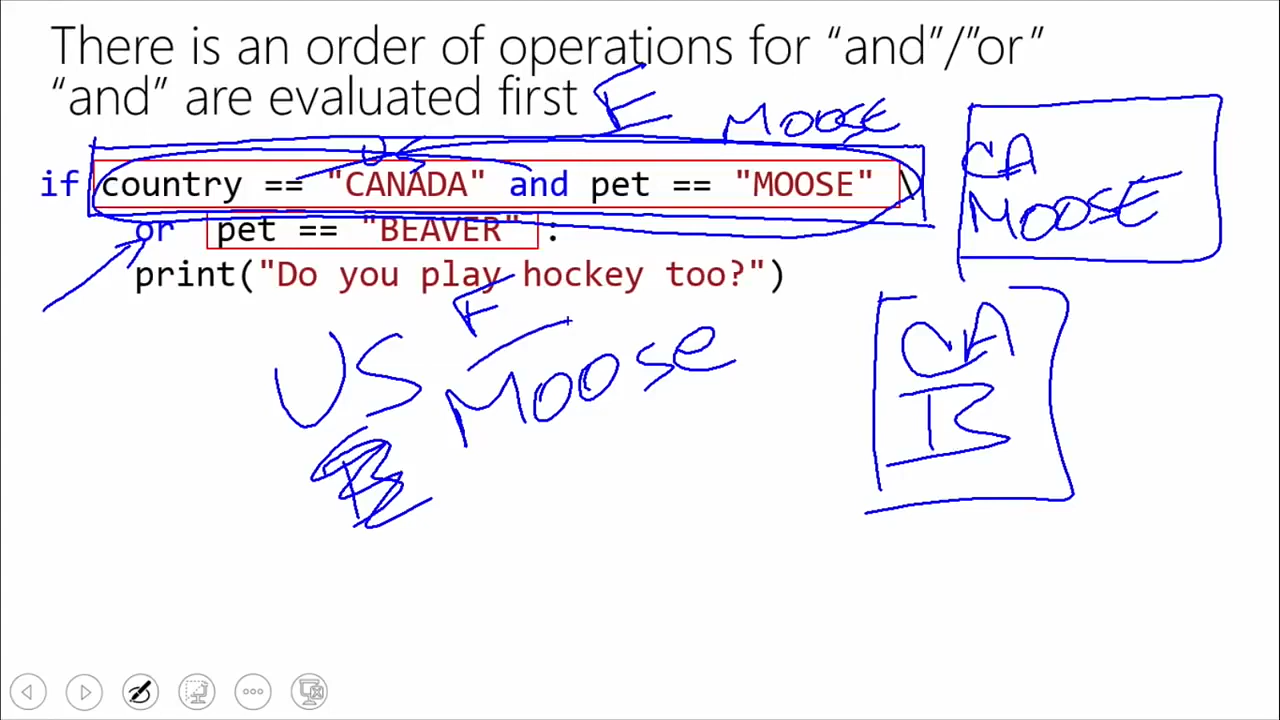 There is an order of operations for “and”/”or”
“and” are evaluated first
F
MOOSE
US
if country == "CANADA" and pet == "MOOSE" \
or pet == "BEAVER" :
print("Do you play hockey too?")
CA
MOOSE
F
US MOOSE
B
CA
B